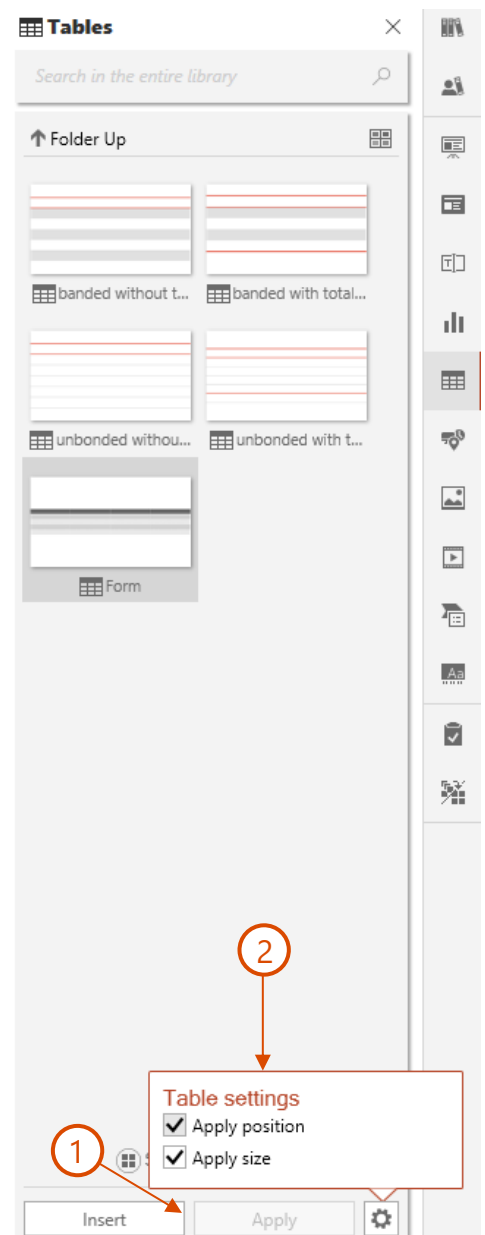 Tables
Search in the entire library
Folder Up
banded without t...
banded with total...
unbonded withou...
unbonded with t...
Form
2
Table settings
Apply position
1
Apply size
Insert
Apply